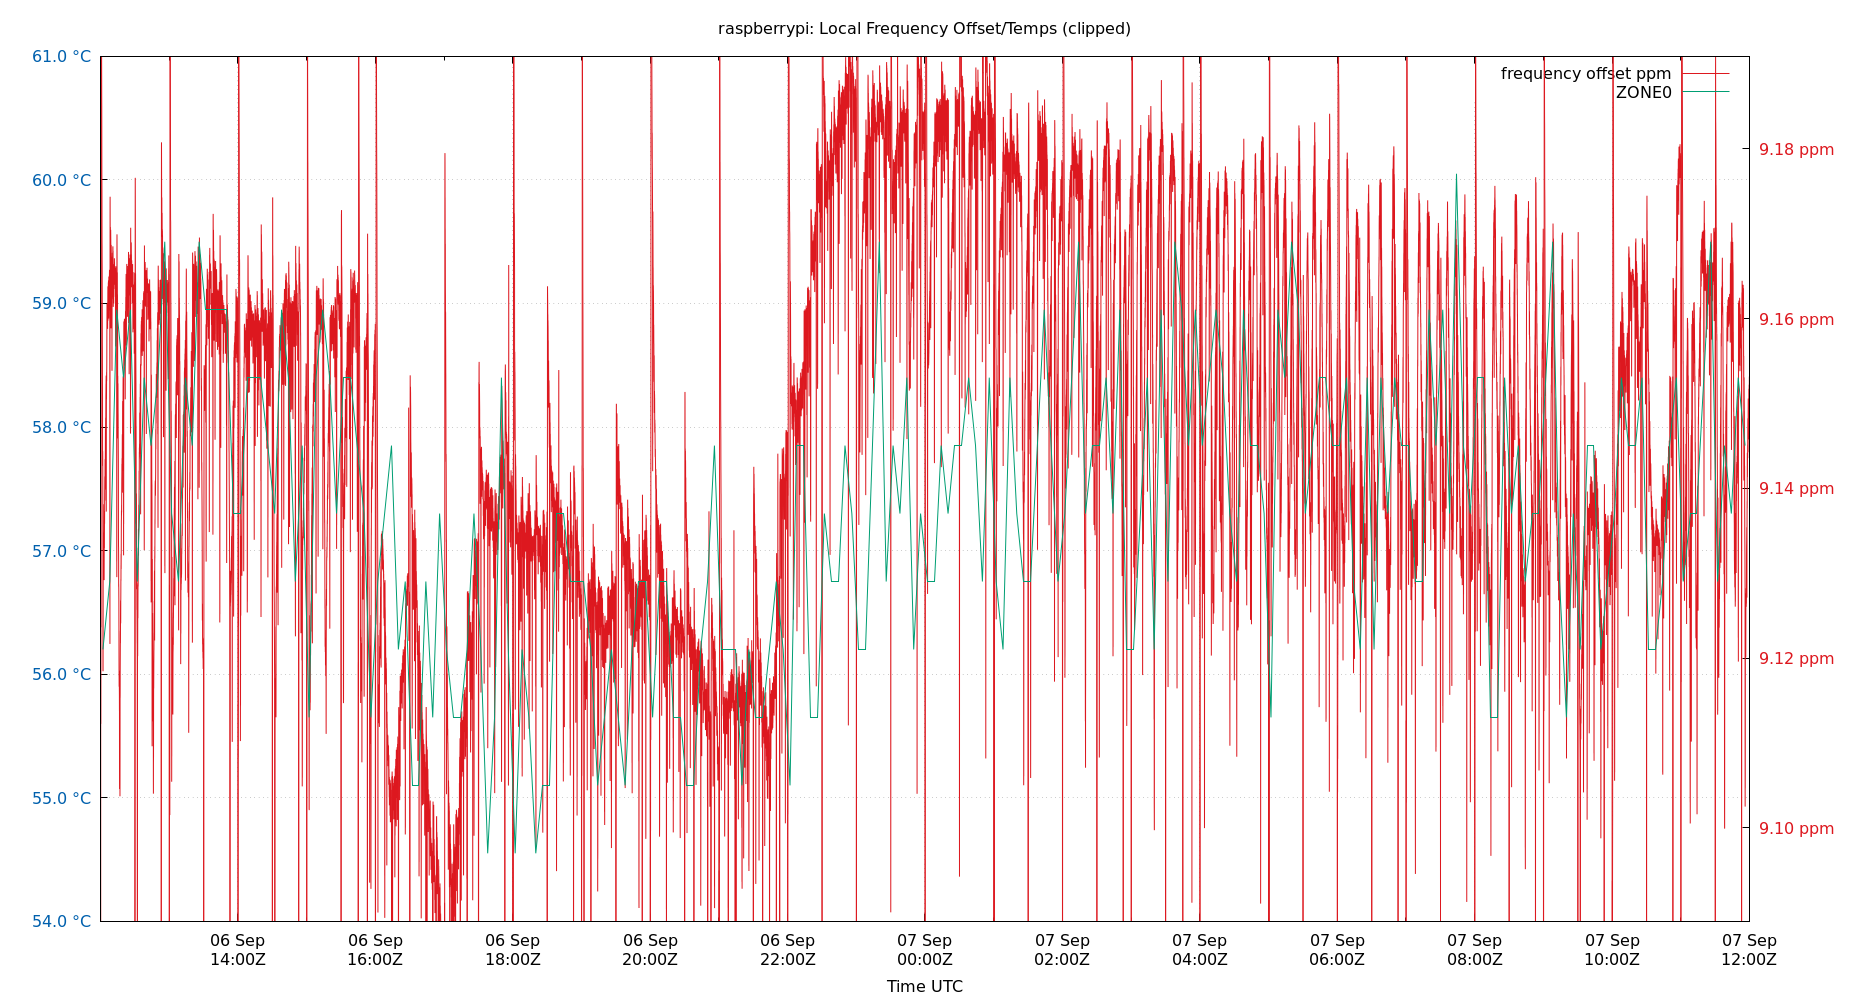 raspberrypi: Local Frequency Offset/Temps (clipped)
61.0 °C
60.0 °C
59.0 °C
58.0 °C
57.0 °C
56.0 °C
55.0 °C
54.0 °C
frequency offset ppm
ZONE0
9.18 ppm
9.16 ppm
9.14 ppm
9.12 ppm
9.10 ppm
06 Sep
14:00Z
06 Sep
16:00Z
06 Sep
18:00Z
06 Sep
20:00Z
06 Sep
22:00Z
07 Sep
00:00Z
07 Sep
02:00Z
07 Sep
04:00Z
07 Sep
06:00Z
07 Sep
08:00Z
07 Sep
10:00Z
07 Sep
12:00Z
Time UTC